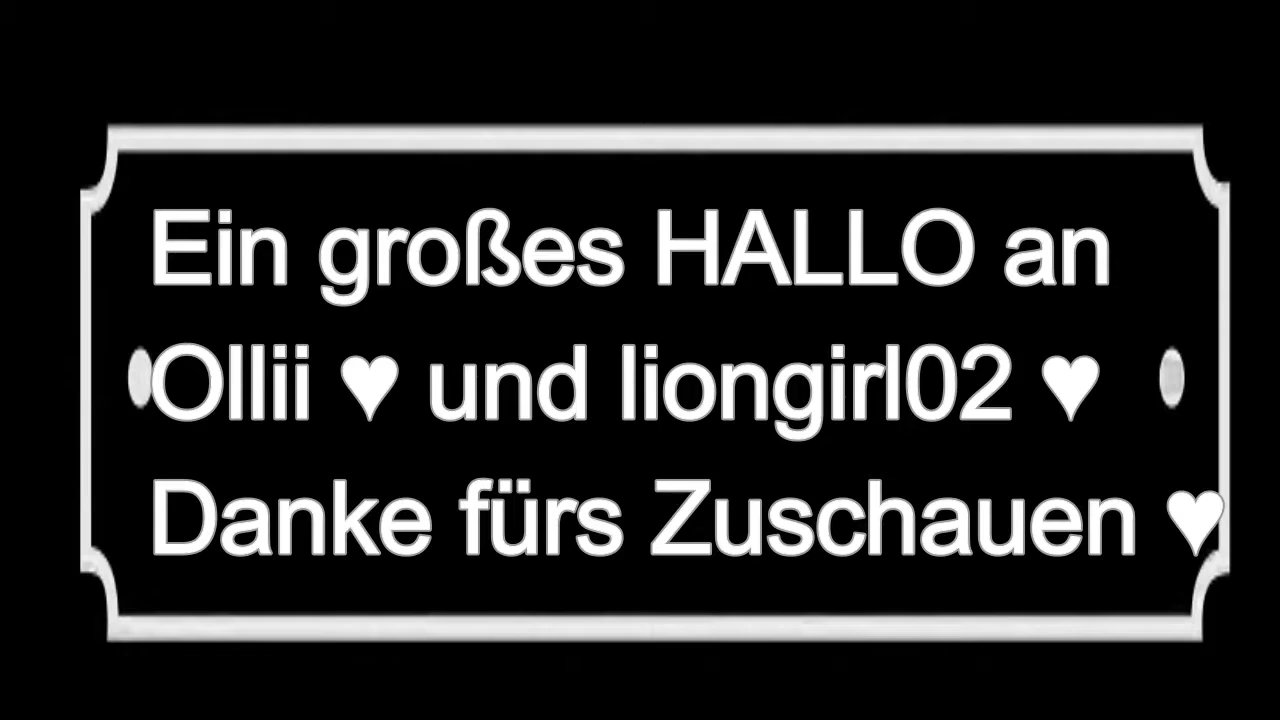 Ein großes HALLO an
Ollii ♥ und liongirl02 ♥
Danke fürs Zuschauen ♥